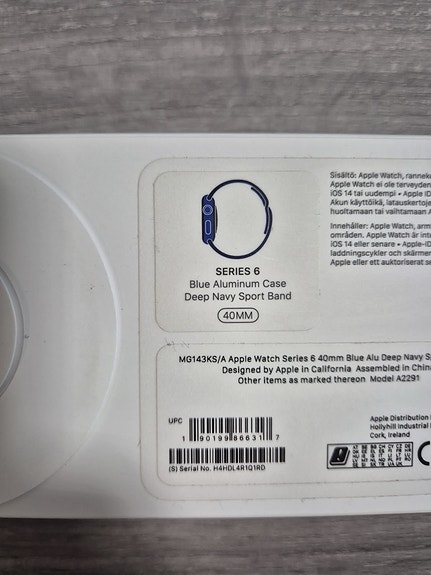 SERIES 6
Blue Aluminum Case
Deep Navy Sport Band
40MM
Sisältö: Apple Watch, ranneke
Apple Watch ei ole terveyden
iOS 14 tai uudempi • Apple ID
Akun käyttöikä, latauskertoje
huoltamaan tai vaihtamaan A
Innehåller: Apple Watch, arm
områden. Apple Watch är inte
iOS 14 eller senare • Apple-ID
laddningscykler och skärmen
Apple eller ett auktoriserat se
MG143KS/A Apple Watch Series 6 40mm Blue Alu Deep Navy S
Designed by Apple in California Assembled in China
Other items as marked thereon Model A2291
UPC
1 90199 86631 7
(S) Serial No. H4HDL4R1Q1RD
Apple Distribution
Hollyhill Industrial
Cork, Ireland